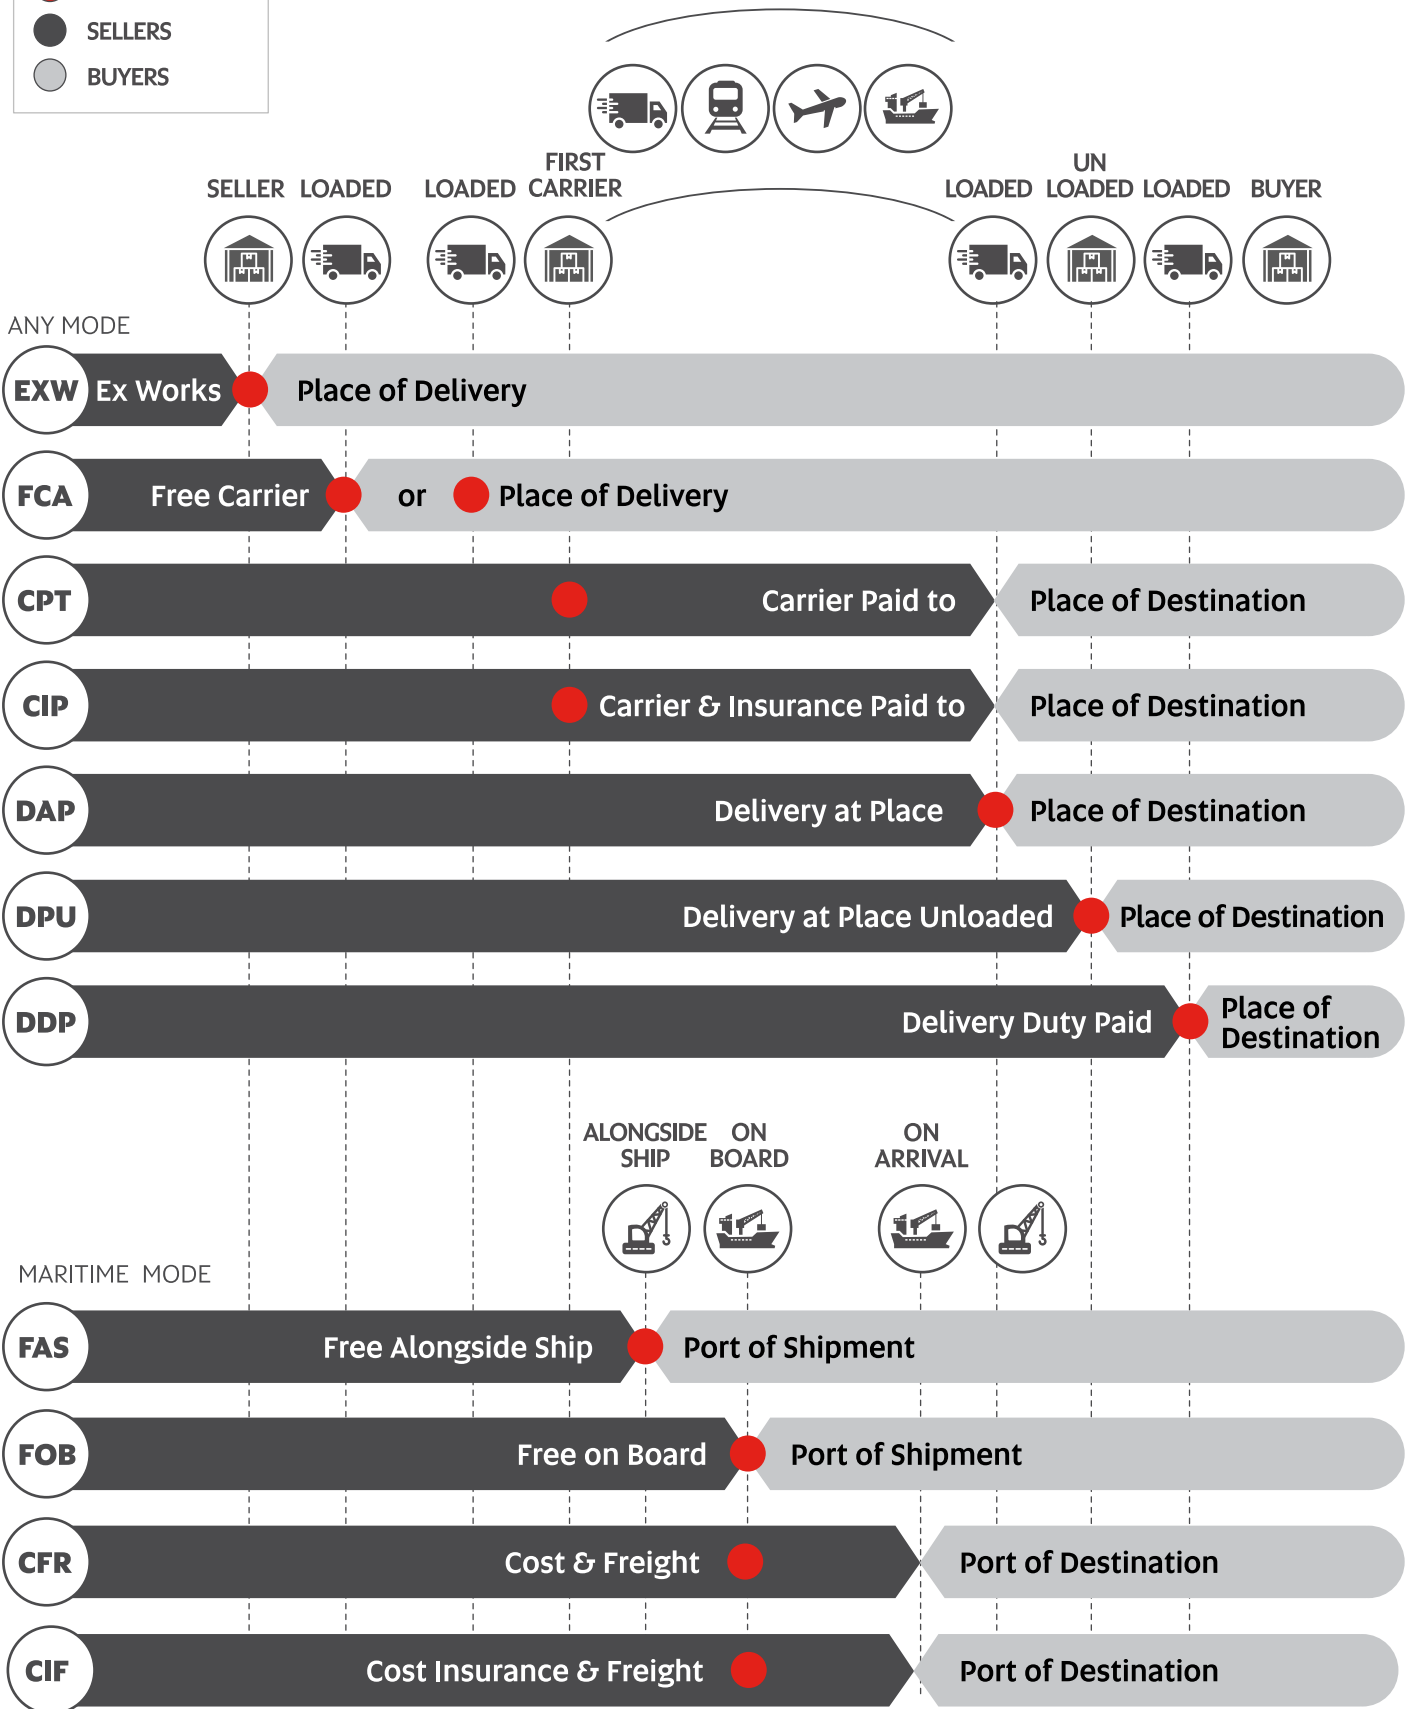 SELLERS
BUYERS
FIRST
UN
SELLER LOADED LOADED CARRIER LOADED LOADED LOADED BUYER
ANY MODE
EXW Ex Works Place of Delivery
FCA Free Carrier or Place of Delivery
CPT Carrier Paid to Place of Destination
CIP Carrier & Insurance Paid to Place of Destination
DAP Delivery at Place Place of Destination
DPU Delivery at Place Unloaded Place of Destination
DDP Delivery Duty Paid Place of
Destination
ALONGSIDE ON ON
SHIP BOARD ARRIVAL
MARITIME MODE
FAS Free Alongside Ship Port of Shipment
FOB Free on Board Port of Shipment
CFR Cost & Freight Port of Destination
CIF Cost Insurance & Freight Port of Destination